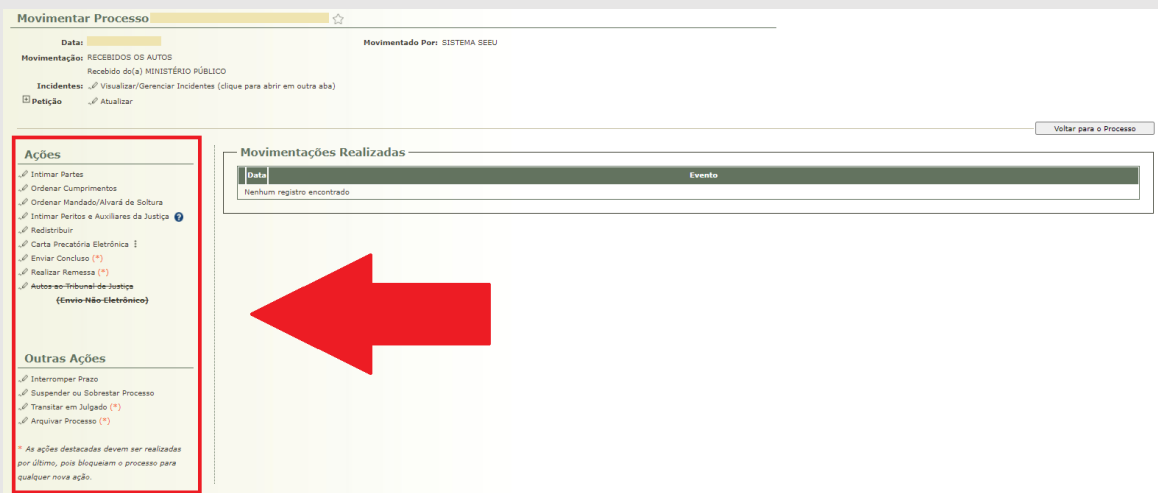 Movimentar Processo
Data:
Movimentado Por: SISTEMA SEEU
Movimentação: RECEBIDOS OS AUTOS
Recebido do(a) MINISTÉRIO PÚBLICO
Incidentes: Visualizar/Gerenciar Incidentes (clique para abrir em outra aba)
Petição Atualizar
Voltar para o Processo
Ações
Intimar Partes
Ordenar Cumprimentos
Ordenar Mandado/Alvará de Soltura
Intimar Peritos e Auxiliares da Justiça ?
Redistribuir
Carta Precatória Eletrônica
Enviar Concluso (*)
Realizar Remessa (*)
Autos ao Tribunal de Justiça
(Envio Não Eletrônico)
Outras Ações
Interromper Prazo
Suspender ou Sobrestar Processo
Transitar em Julgado (*)
Arquivar Processo (*)
* As ações destacadas devem ser realizadas
por último, pois bloqueiam o processo para
qualquer nova ação.
Movimentações Realizadas
Data Evento
Nenhum registro encontrado